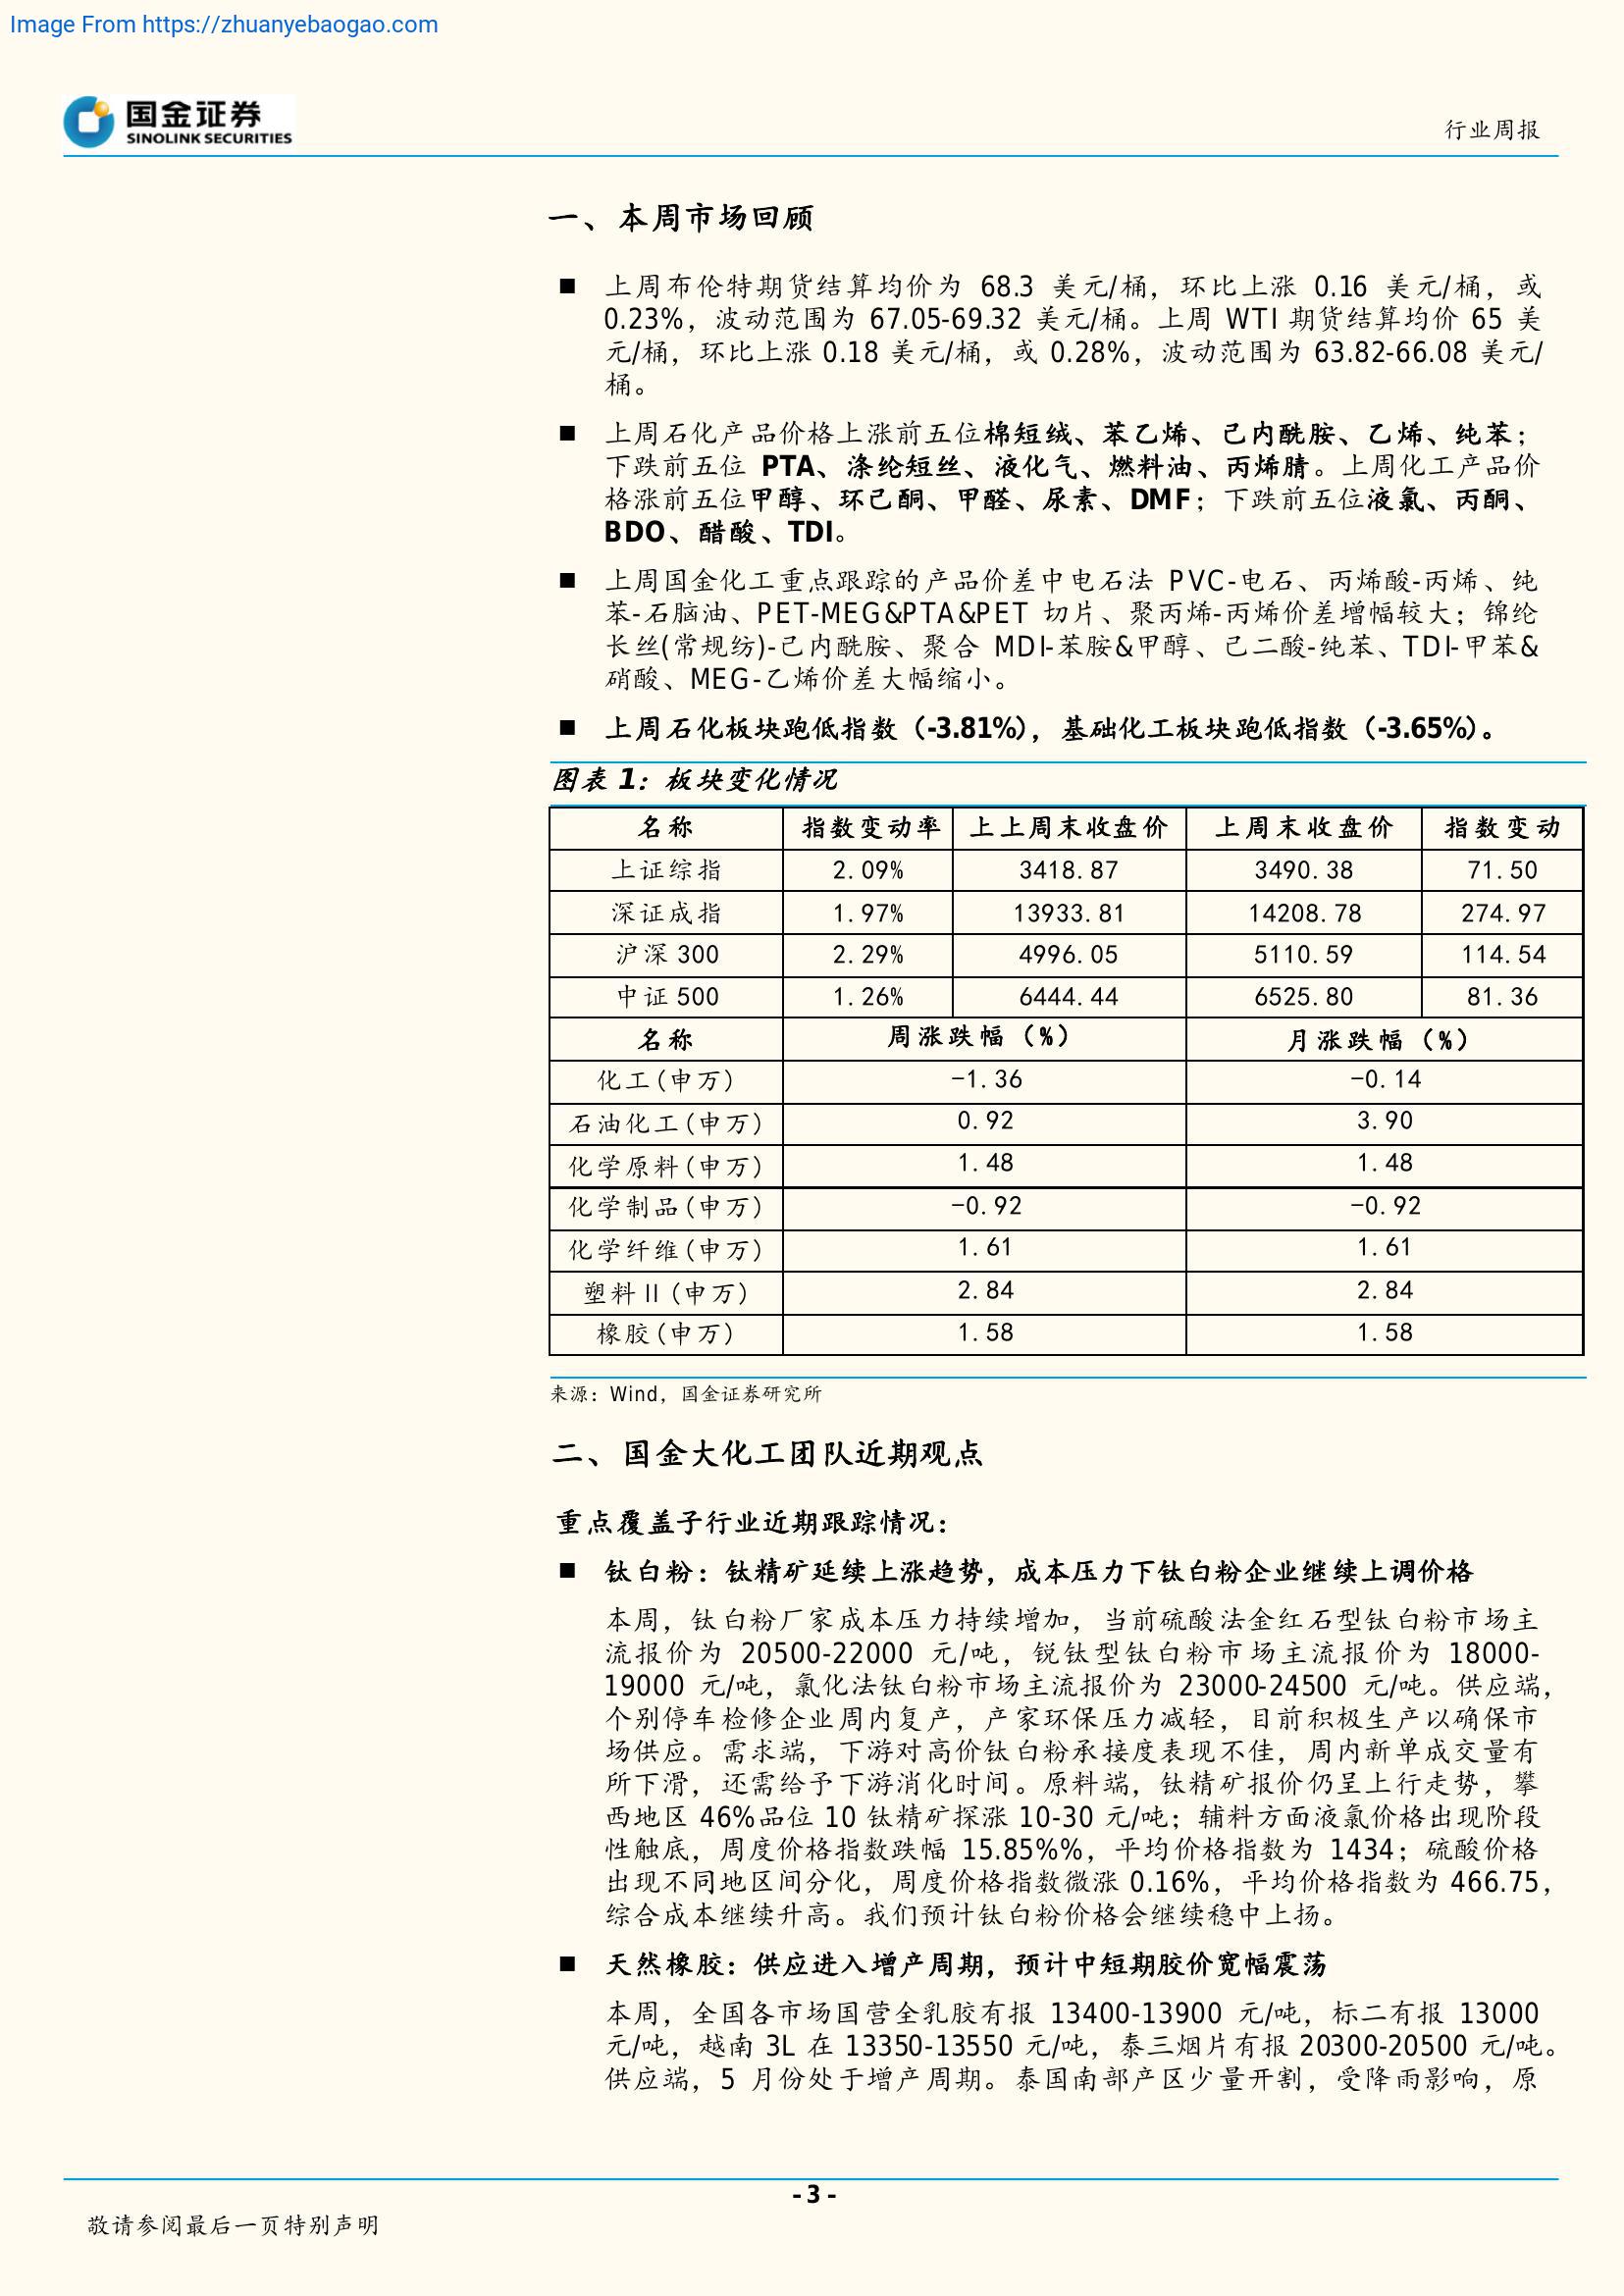 Image From https://zhuanyebaogao.com
国金证券
SINOLINK SECURITIES
行业周报
一、本周市场回顾
■ 上周布伦特期货结算均价为 68.3 美元/桶，环比上涨 0.16 美元/桶，或
0.23%，波动范围为 67.05-69.32 美元/桶。上周 WTI 期货结算均价 65 美
元/桶，环比上涨 0.18 美元/桶，或 0.28%，波动范围为 63.82-66.08 美元/
桶。
■ 上周石化产品价格上涨前五位棉短绒、苯乙烯、己内酰胺、乙烯、纯苯；
下跌前五位 PTA、涤纶短丝、液化气、燃料油、丙烯腈。上周化工产品价
格涨前五位甲醇、环己酮、甲醛、尿素、DMF；下跌前五位液氯、丙酮、
BDO、醋酸、TDI。
■ 上周国金化工重点跟踪的产品价差中电石法 PVC-电石、丙烯酸-丙烯、纯
苯-石脑油、PET-MEG&PTA&PET 切片、聚丙烯-丙烯价差增幅较大；锦纶
长丝(常规纺)-己内酰胺、聚合 MDI-苯胺&甲醇、己二酸-纯苯、TDI-甲苯&
硝酸、MEG-乙烯价差大幅缩小。
■ 上周石化板块跑低指数（-3.81%），基础化工板块跑低指数（-3.65%）。
图表 1：板块变化情况
名称 指数变动率 上上周末收盘价 上周末收盘价 指数变动
上证综指 2.09% 3418.87 3490.38 71.50
深证成指 1.97% 13933.81 14208.78 274.97
沪深 300 2.29% 4996.05 5110.59 114.54
中证 500 1.26% 6444.44 6525.80 81.36
名称 周涨跌幅（%） 月涨跌幅（%）
化工(申万) -1.36 -0.14
石油化工(申万) 0.92 3.90
化学原料(申万) 1.48 1.48
化学制品(申万) -0.92 -0.92
化学纤维(申万) 1.61 1.61
塑料 II (申万) 2.84 2.84
橡胶(申万) 1.58 1.58
来源：Wind，国金证券研究所
二、国金大化工团队近期观点
重点覆盖子行业近期跟踪情况：
■ 钛白粉：钛精矿延续上涨趋势，成本压力下钛白粉企业继续上调价格
本周，钛白粉厂家成本压力持续增加，当前硫酸法金红石型钛白粉市场主
流报价为 20500-22000 元/吨，锐钛型钛白粉市场主流报价为 18000-
19000 元/吨，氯化法钛白粉市场主流报价为 23000-24500 元/吨。供应端，
个别停车检修企业周内复产，产家环保压力减轻，目前积极生产以确保市
场供应。需求端，下游对高价钛白粉承接度表现不佳，周内新单成交量有
所下滑，还需给予下游消化时间。原料端，钛精矿报价仍呈上行走势，攀
西地区 46%品位 10 钛精矿探涨 10-30 元/吨；辅料方面液氯价格出现阶段
性触底，周度价格指数跌幅 15.85%%，平均价格指数为 1434；硫酸价格
出现不同地区间分化，周度价格指数微涨 0.16%，平均价格指数为 466.75，
综合成本继续升高。我们预计钛白粉价格会继续稳中上扬。
■ 天然橡胶：供应进入增产周期，预计中短期胶价宽幅震荡
本周，全国各市场国营全乳胶有报 13400-13900 元/吨，标二有报 13000
元/吨，越南 3L 在 13350-13550 元/吨，泰三烟片有报 20300-20500 元/吨。
供应端，5 月份处于增产周期。泰国南部产区少量开割，受降雨影响，原
- 3 -
敬请参阅最后一页特别声明